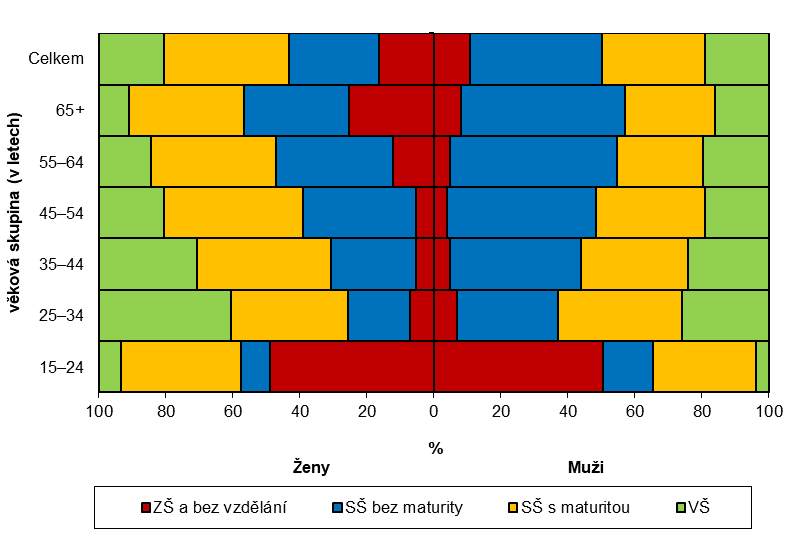 Celkem
65+
55–64
45–54
35–44
25–34
15–24
věková skupina (v letech)
100 80 60 40 20 0 20 40 60 80 100
%
Ženy Muži
ZŠ a bez vzdělání SŠ bez maturity SŠ s maturitou VŠ